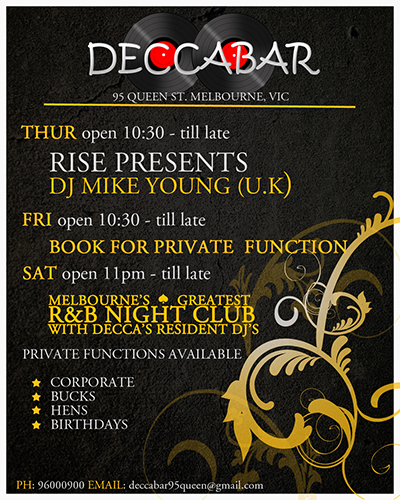 DECCABAR
95 QUEEN ST. MELBOURNE, VIC
THUR open 10:30 - till late
RISE PRESENTS
DJ MIKE YOUNG (U.K)
FRI open 10:30 - till late
BOOK FOR PRIVATE FUNCTION
SAT open 11pm - till late
MELBOURNE'S GREATEST
R&B NIGHT CLUB
WITH DECCA'S RESIDENT DJ'S
PRIVATE FUNCTIONS AVAILABLE
CORPORATE
BUCKS
HENS
BIRTHDAYS
PH: 96000900 EMAIL: deccabar95queen@gmail.com